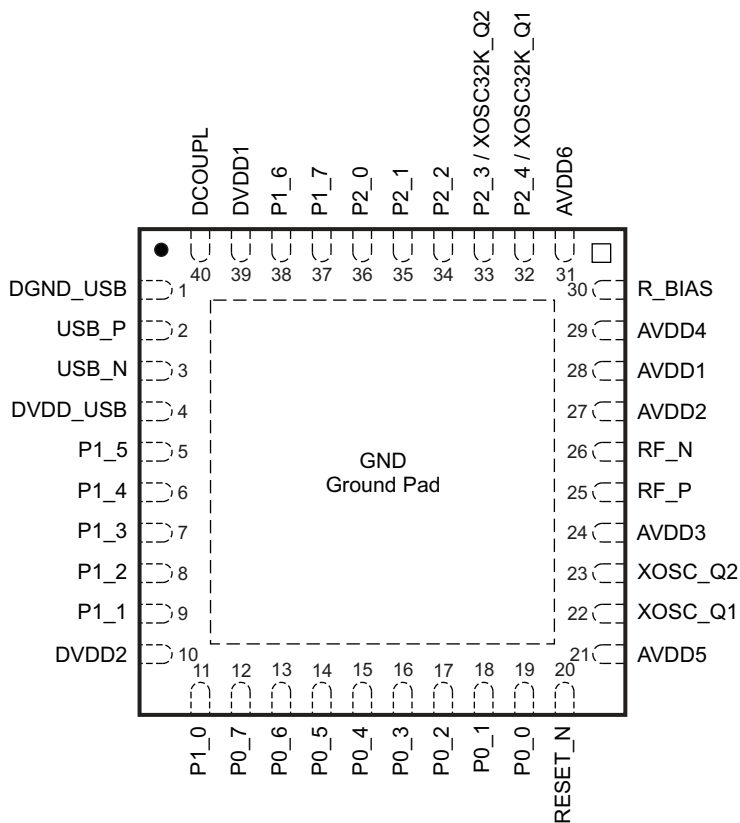 DCOUPL
DVDD1
P1_6
P1_7
P2_0
P2_1
P2_2
P2_3 / XOSC32K_Q2
P2_4 / XOSC32K_Q1
AVDD6
40 39 38 37 36 35 34 33 32 31
DGND_USB 1
USB_P 2
USB_N 3
DVDD_USB 4
P1_5 5
P1_4 6
P1_3 7
P1_2 8
P1_1 9
DVDD2 10
GND
Ground Pad
30 R_BIAS
29 AVDD4
28 AVDD1
27 AVDD2
26 RF_N
25 RF_P
24 AVDD3
23 XOSC_Q2
22 XOSC_Q1
21 AVDD5
11 12 13 14 15 16 17 18 19 20
P1_0
P0_7
P0_6
P0_5
P0_4
P0_3
P0_2
P0_1
P0_0
RESET_N